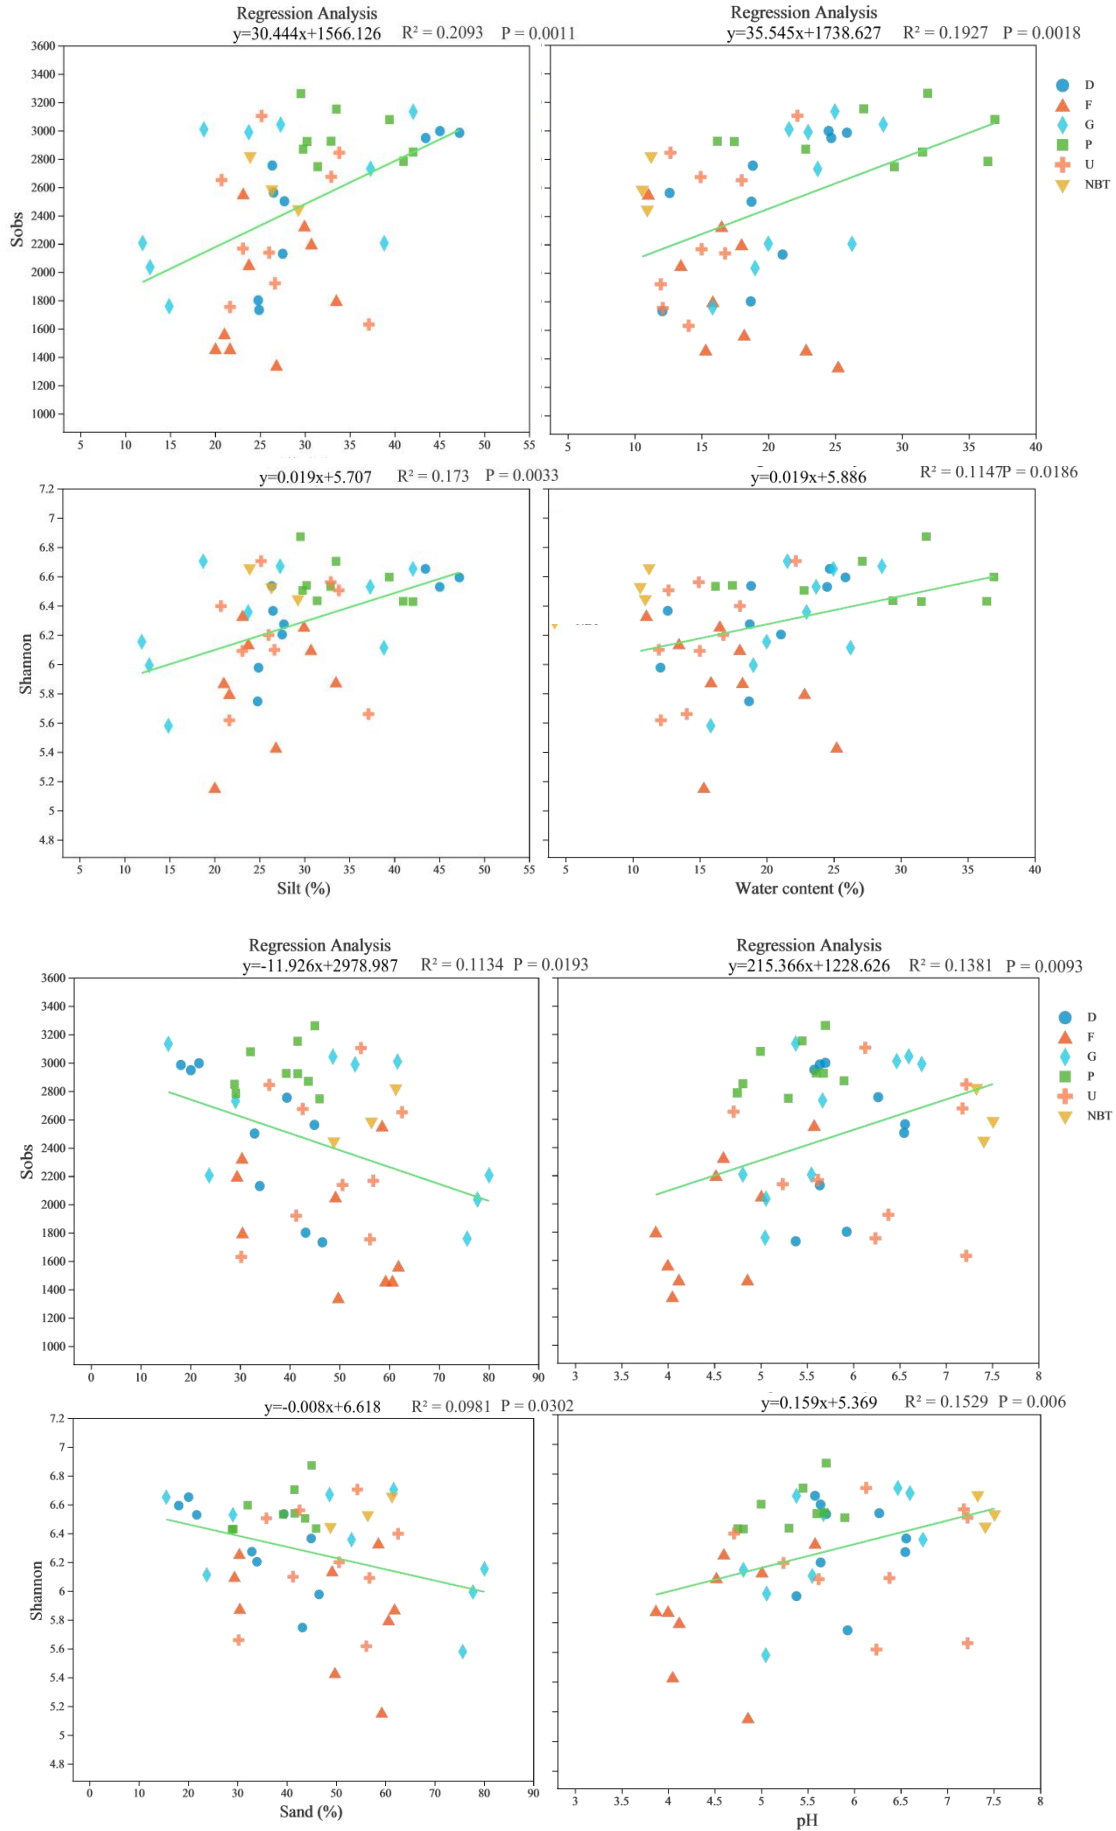 Regression Analysis
y=30.444x+1566.126 R² = 0.2093 P = 0.0011
3600
3400
3200
3000
2800
2600
2400
2200
2000
1800
1600
1400
1200
1000
Sobs
5 10 15 20 25 30 35 40 45 50 55
Regression Analysis
y=35.545x+1738.627 R² = 0.1927 P = 0.0018
5 10 15 20 25 30 35 40
D
F
G
P
U
NBT
y=0.019x+5.707 R² = 0.173 P = 0.0033
7.2
7
6.8
6.6
6.4
6.2
6
5.8
5.6
5.4
5.2
5
4.8
Shannon
5 10 15 20 25 30 35 40 45 50 55
Silt (%)
y=0.019x+5.886 R² = 0.1147P = 0.0186
5 10 15 20 25 30 35 40
Water content (%)
Regression Analysis
y=-11.926x+2978.987 R² = 0.1134 P = 0.0193
3600
3400
3200
3000
2800
2600
2400
2200
2000
1800
1600
1400
1200
1000
Sobs
0 10 20 30 40 50 60 70 80 90
Regression Analysis
y=215.366x+1228.626 R² = 0.1381 P = 0.0093
3 3.5 4 4.5 5 5.5 6 6.5 7 7.5 8
D
F
G
P
U
NBT
y=-0.008x+6.618 R² = 0.0981 P = 0.0302
7.2
7
6.8
6.6
6.4
6.2
6
5.8
5.6
5.4
5.2
5
4.8
Shannon
0 10 20 30 40 50 60 70 80 90
Sand (%)
y=0.159x+5.369 R² = 0.1529 P = 0.006
3 3.5 4 4.5 5 5.5 6 6.5 7 7.5 8
pH